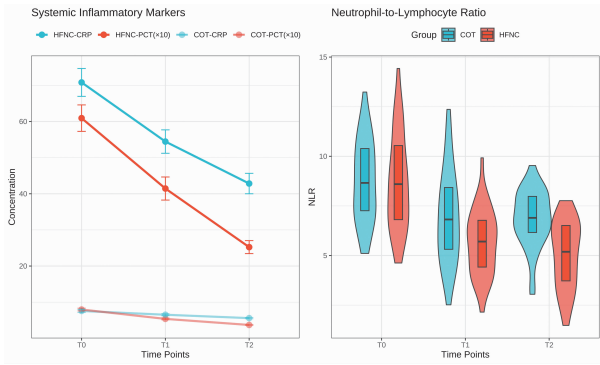 Systemic Inflammatory Markers
HFNC-CRP HFNC-PCT(×10) COT-CRP COT-PCT(×10)
Concentration
60
40
20
T0 T1 T2
Time Points
Neutrophil-to-Lymphocyte Ratio
Group COT HFNC
NLR
15
10
5
T0 T1 T2
Time Points